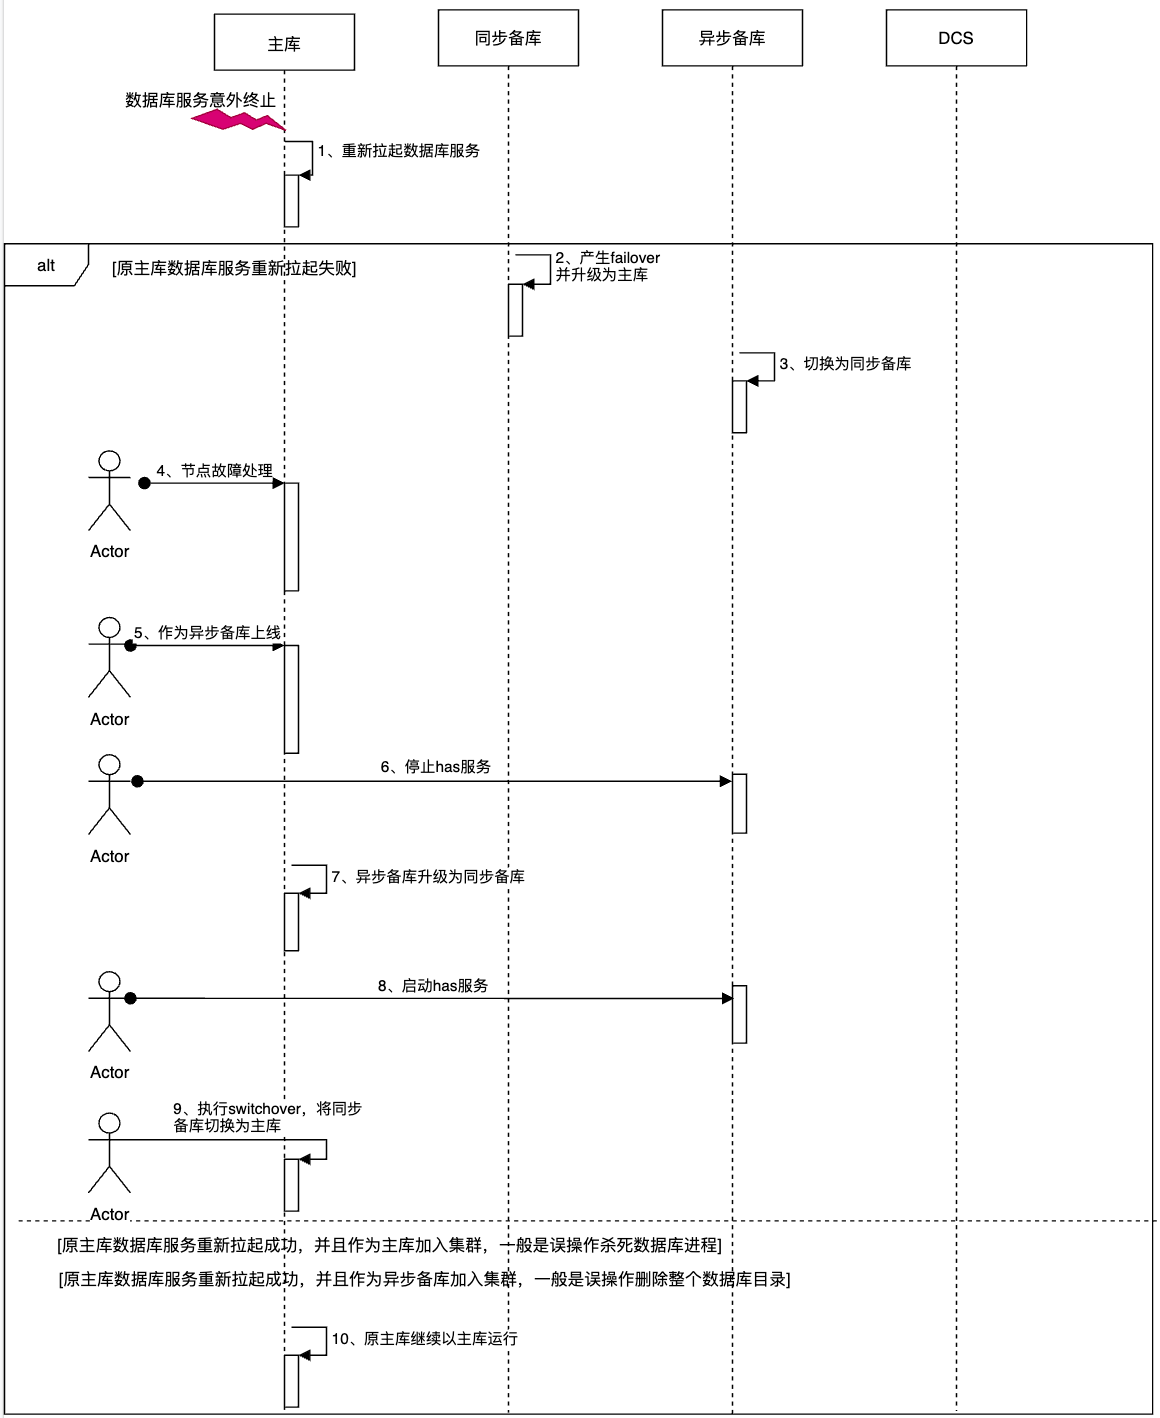 主库
同步备库
异步备库
DCS
数据库服务意外终止
1、重新拉起数据库服务
alt
[原主库数据库服务重新拉起失败]
2、产生failover
并升级为主库
3、切换为同步备库
4、节点故障处理
Actor
5、作为异步备库上线
Actor
6、停止has服务
Actor
7、异步备库升级为同步备库
8、启动has服务
Actor
9、执行switchover，将同步
备库切换为主库
Actor
[原主库数据库服务重新拉起成功，并且作为主库加入集群，一般是误操作杀死数据库进程]
[原主库数据库服务重新拉起成功，并且作为异步备库加入集群，一般是误操作删除整个数据库目录]
10、原主库继续以主库运行